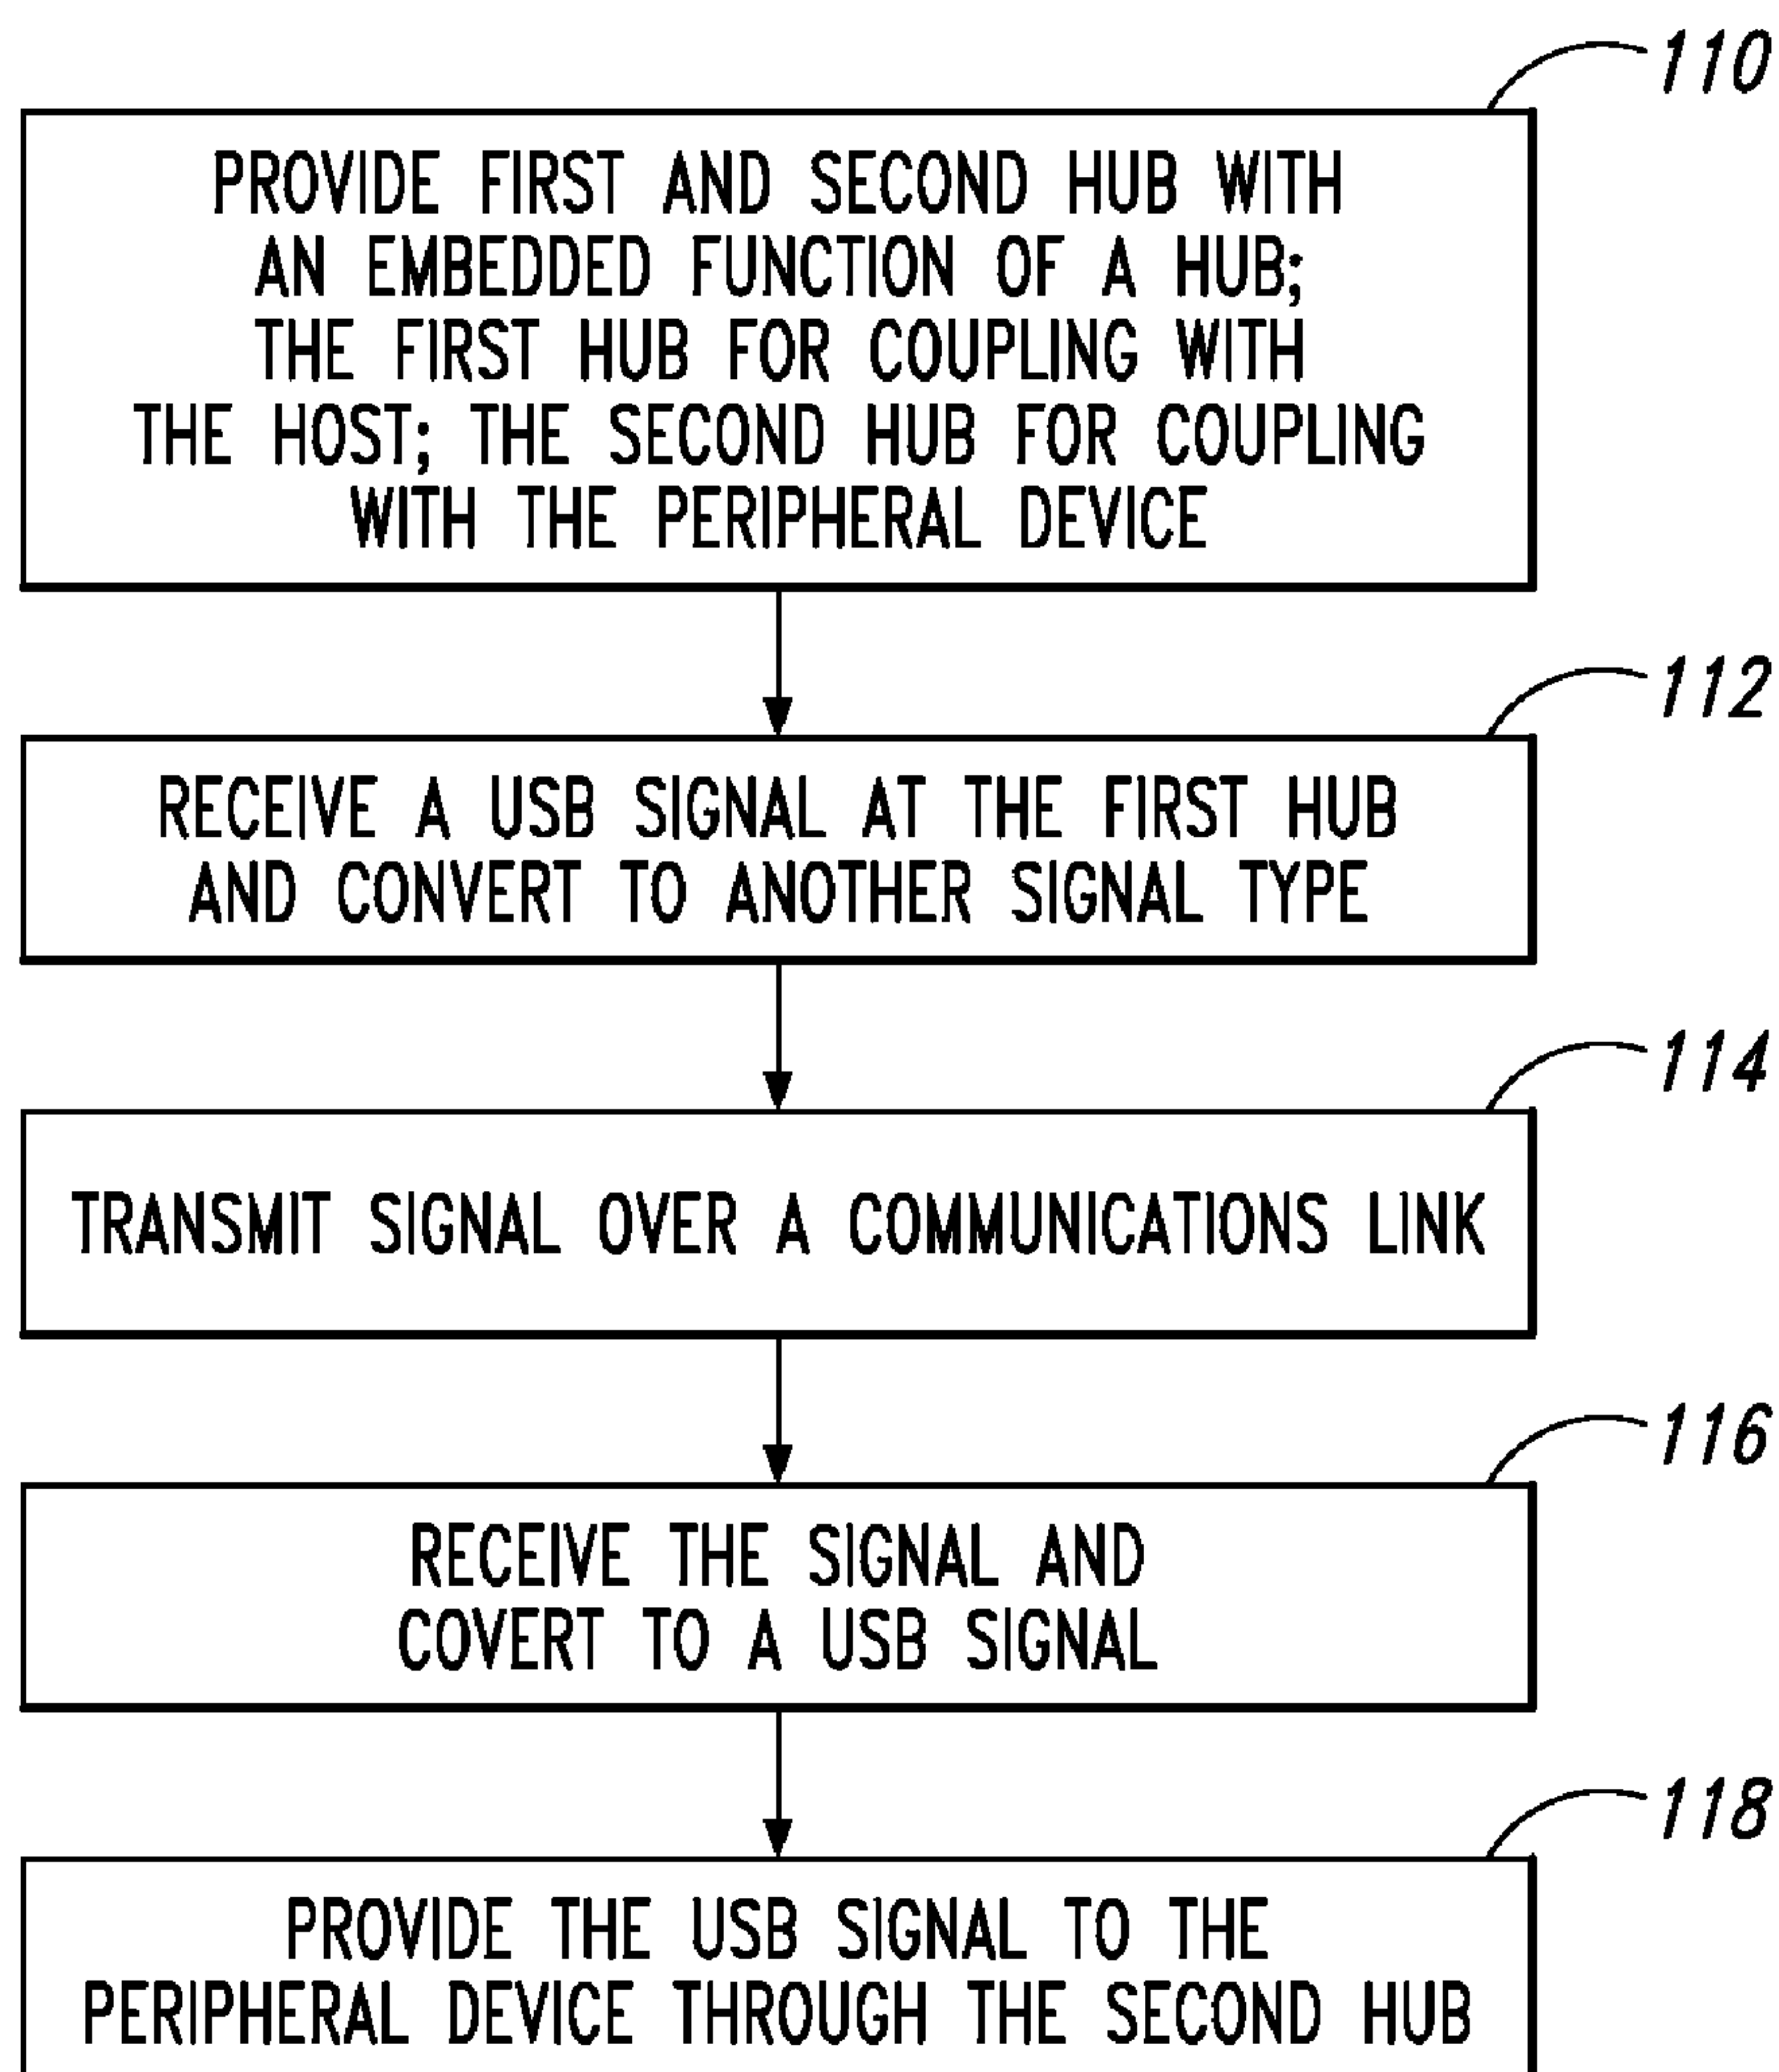 110
PROVIDE FIRST AND SECOND HUB WITH
AN EMBEDDED FUNCTION OF A HUB;
THE FIRST HUB FOR COUPLING WITH
THE HOST; THE SECOND HUB FOR COUPLING
WITH THE PERIPHERAL DEVICE
112
RECEIVE A USB SIGNAL AT THE FIRST HUB
AND CONVERT TO ANOTHER SIGNAL TYPE
114
TRANSMIT SIGNAL OVER A COMMUNICATIONS LINK
116
RECEIVE THE SIGNAL AND
COVERT TO A USB SIGNAL
118
PROVIDE THE USB SIGNAL TO THE
PERIPHERAL DEVICE THROUGH THE SECOND HUB